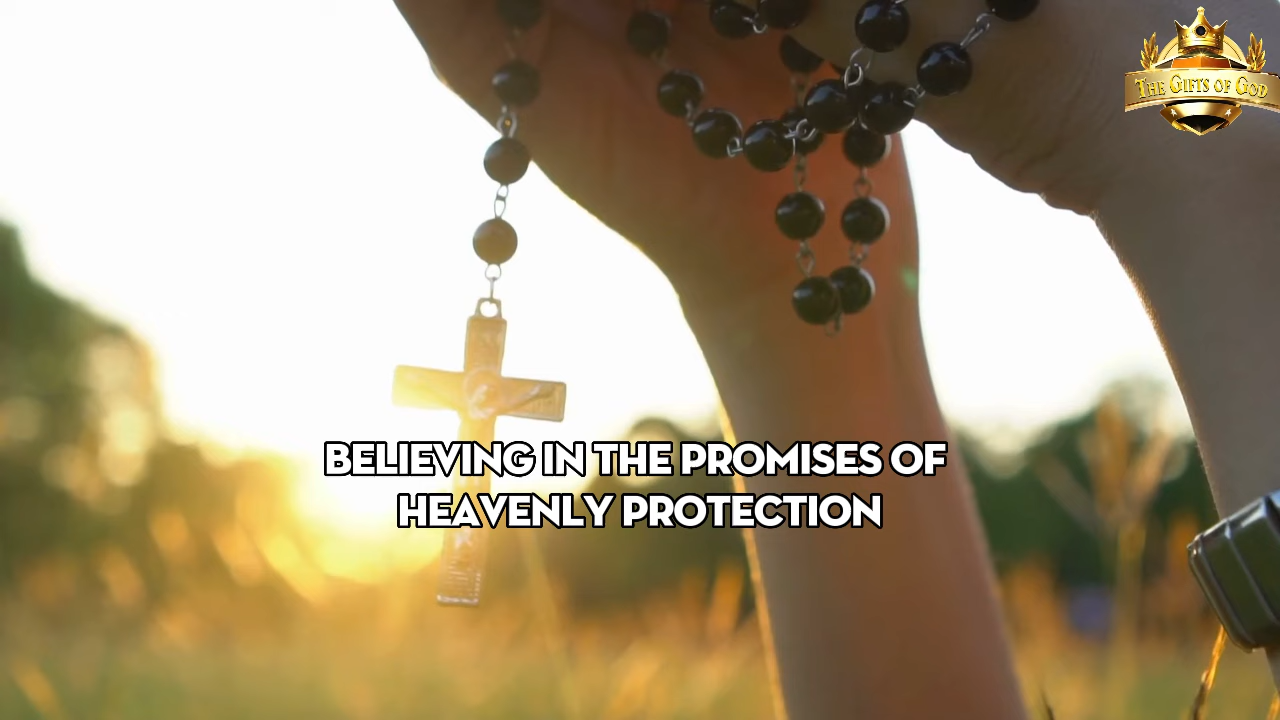 THE GIFTS OF GOD
BELIEVING IN THE PROMISES OF
HEAVENLY PROTECTION